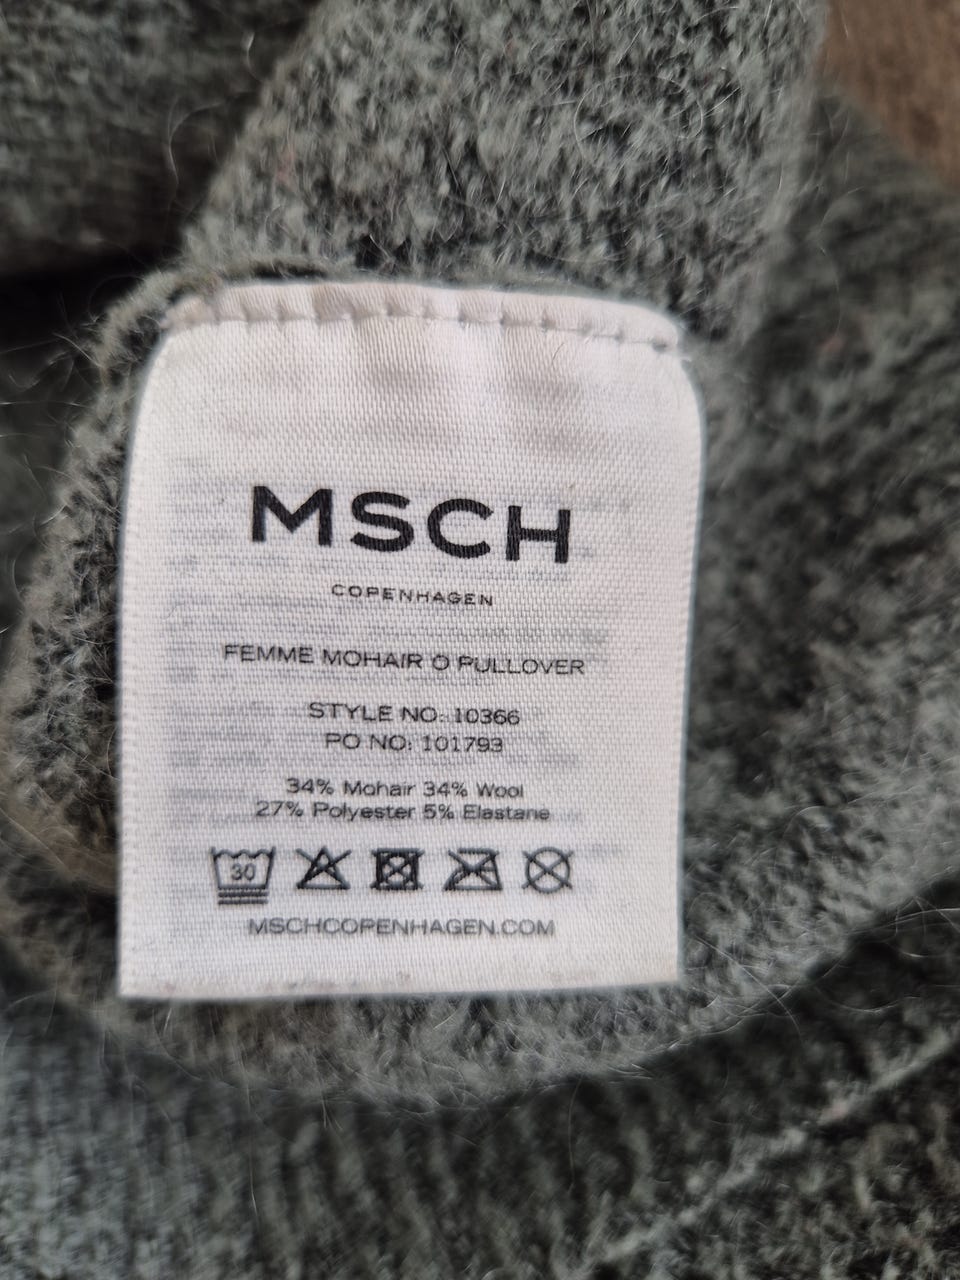 MSCH
COPENHAGEN
FEMME MOHAIR O PULLOVER
STYLE NO: 10366
PO NO: 101793
34% Mohair 34% Wool
27% Polyester 5% Elastane
30
MSCHCOPENHAGEN.COM